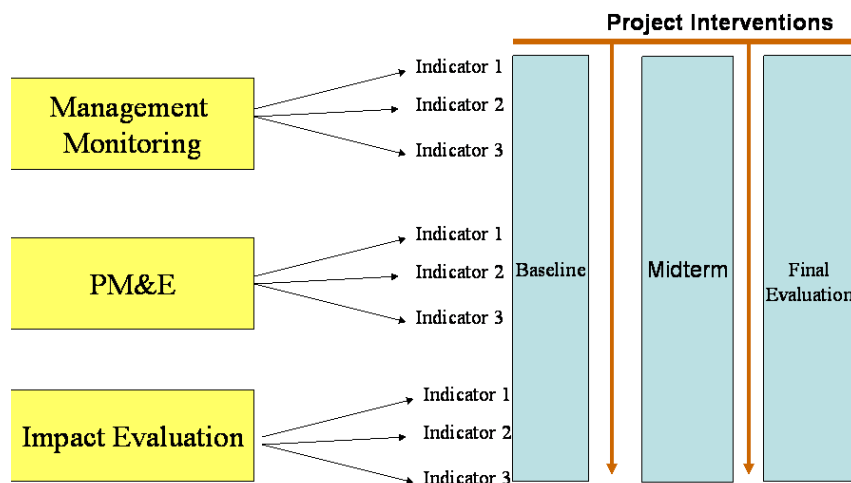 Project Interventions
Management
Monitoring
Indicator 1
Indicator 2
Indicator 3
PM&E
Indicator 1
Indicator 2
Indicator 3
Impact Evaluation
Indicator 1
Indicator 2
Indicator 3
Baseline
Midterm
Final
Evaluation